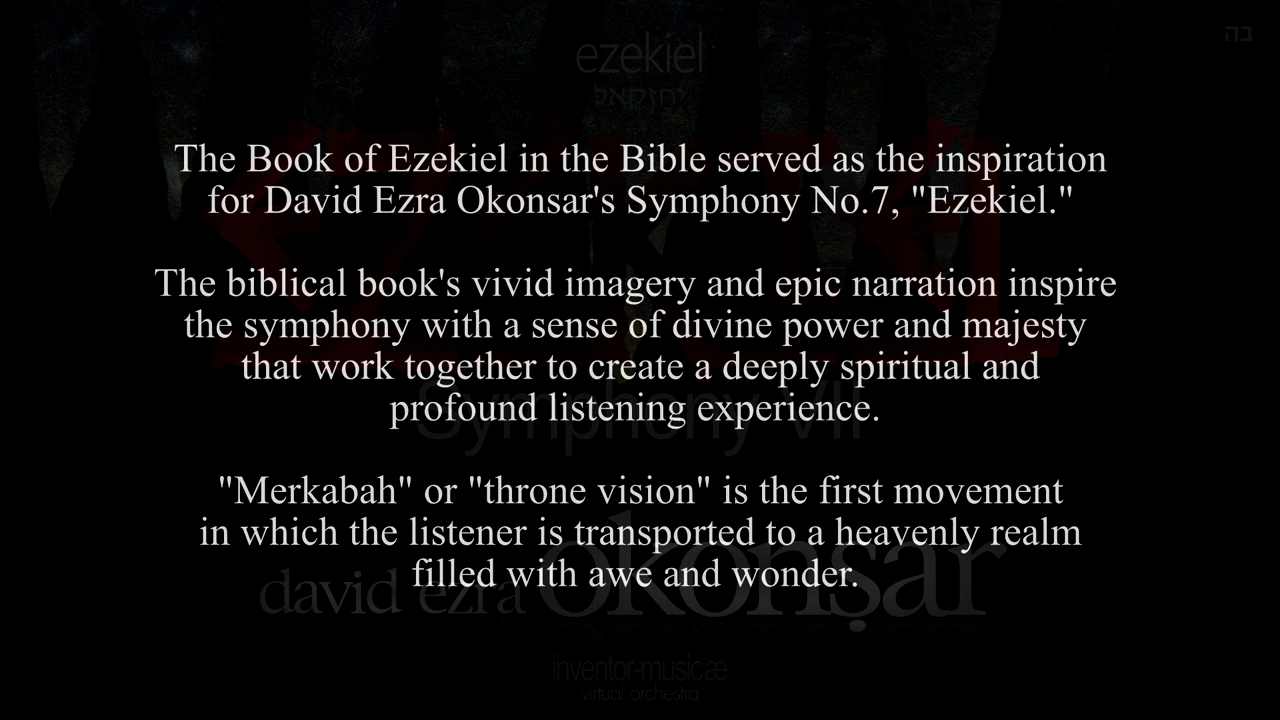 בה
ezekiel
יחזקאל
The Book of Ezekiel in the Bible served as the inspiration
for David Ezra Okonsar's Symphony No.7, "Ezekiel."
The biblical book's vivid imagery and epic narration inspire
the symphony with a sense of divine power and majesty
that work together to create a deeply spiritual and
profound listening experience.
Symphony VII
"Merkabah" or "throne vision" is the first movement
in which the listener is transported to a heavenly realm
filled with awe and wonder.
david ezra okonṣar
inventor-musicæ
virtual orchestra